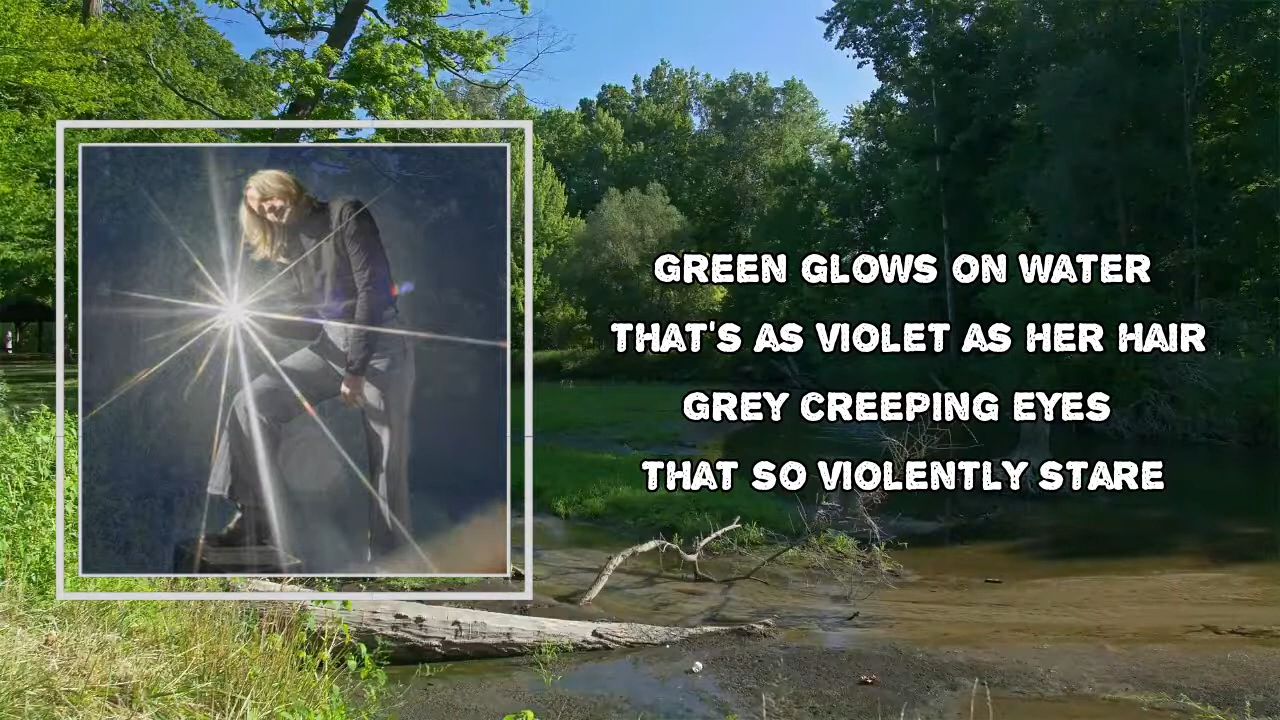 GREEN GLOWS ON WATER
THAT'S AS VIOLET AS HER HAIR
GREY CREEPING EYES
THAT SO VIOLENTLY STARE